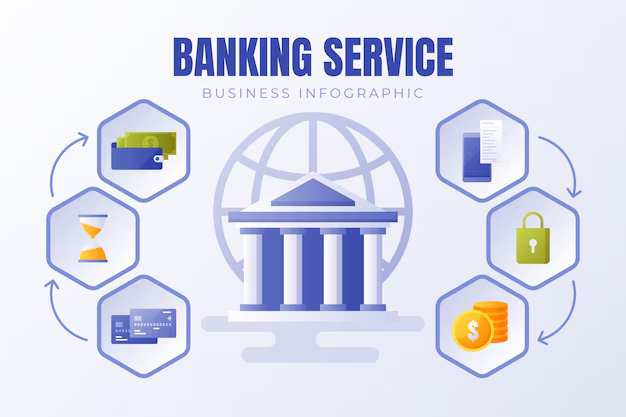 BANKING SERVICE
BUSINESS INFOGRAPHIC
$
$